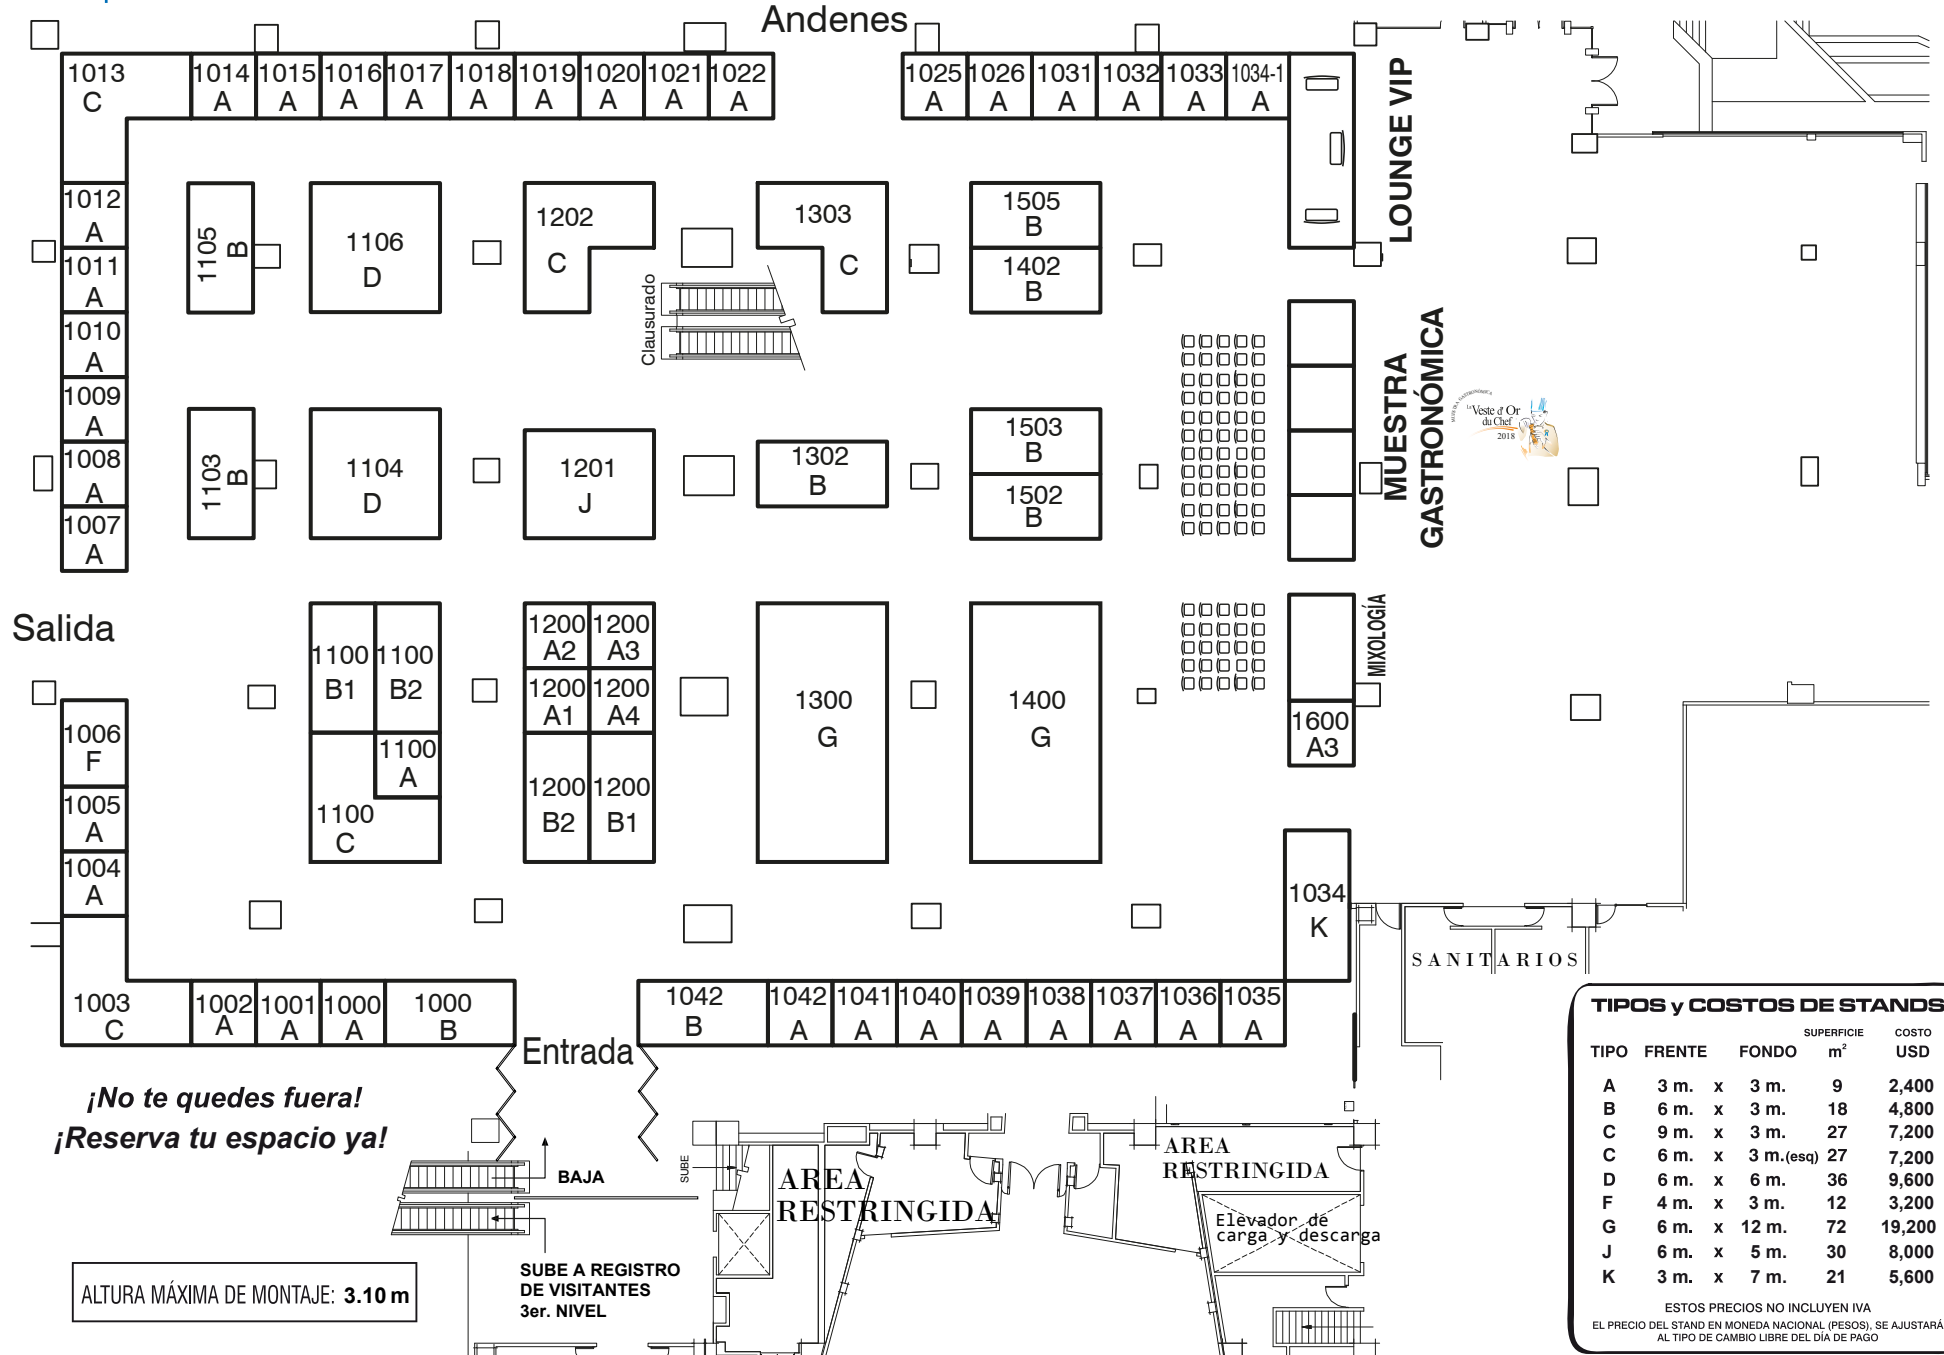 Andenes
1013
C
1014
A
1015
A
1016
A
1017
A
1018
A
1019
A
1020
A
1021
A
1022
A
1025
A
1026
A
1031
A
1032
A
1033
A
1034-1
A
LOUNGE VIP
1012
A
1011
A
1010
A
1009
A
1008
A
1007
A
1105
B
1106
D
1202
C
1303
C
1505
B
1402
B
Clausurado
1103
B
1104
D
1201
J
1302
B
1503
B
1502
B
MUESTRA
GASTRONÓMICA
la Veste d'Or
du Chef
2018
Salida
1100
B1
1100
B2
1100
A
1100
C
1200
A2
1200
A3
1200
A1
1200
A4
1200
B2
1200
B1
1300
G
1400
G
MIXOLOGÍA
1600
A3
1006
F
1005
A
1004
A
1003
C
1002
A
1001
A
1000
A
1000
B
Entrada
1042
B
1042
A
1041
A
1040
A
1039
A
1038
A
1037
A
1036
A
1035
A
1034
K
SANITARIOS
¡No te quedes fuera!
¡Reserva tu espacio ya!
BAJA
SUBE
AREA
RESTRINGIDA
AREA
RESTRINGIDA
Elevador de
carga y descarga
SUBE A REGISTRO
DE VISITANTES
3er. NIVEL
ALTURA MÁXIMA DE MONTAJE: 3.10 m
TIPOS y COSTOS DE STANDS
SUPERFICIE COSTO
TIPO FRENTE FONDO m² USD
A 3 m. x 3 m. 9 2,400
B 6 m. x 3 m. 18 4,800
C 9 m. x 3 m. 27 7,200
C 6 m. x 3 m.(esq) 27 7,200
D 6 m. x 6 m. 36 9,600
F 4 m. x 3 m. 12 3,200
G 6 m. x 12 m. 72 19,200
J 6 m. x 5 m. 30 8,000
K 3 m. x 7 m. 21 5,600
ESTOS PRECIOS NO INCLUYEN IVA
EL PRECIO DEL STAND EN MONEDA NACIONAL (PESOS), SE AJUSTARÁ
AL TIPO DE CAMBIO LIBRE DEL DÍA DE PAGO